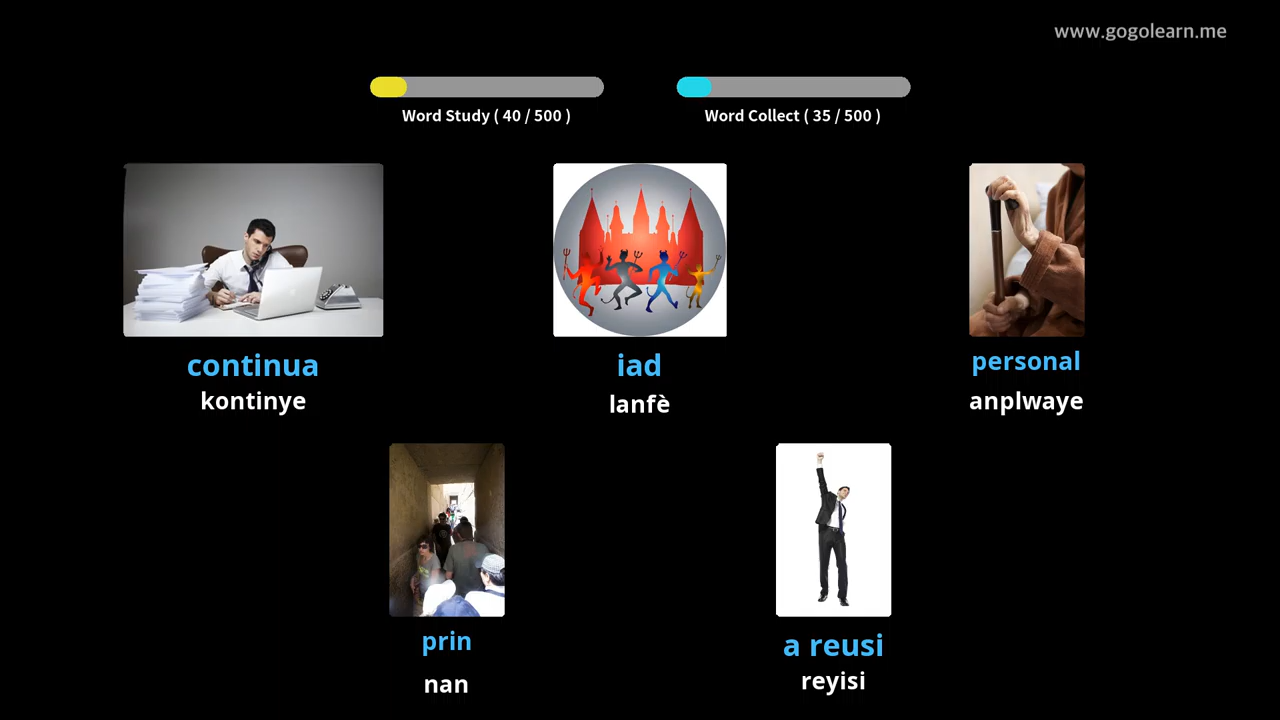 www.gogolearn.me
Word Study ( 40 / 500 )
Word Collect ( 35 / 500 )
continua
kontinye
iad
lanfè
personal
anplwaye
prin
nan
a reusi
reyisi